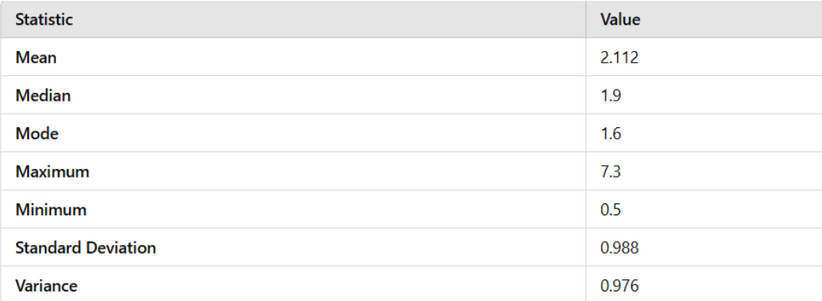 Statistic Value
Mean 2.112
Median 1.9
Mode 1.6
Maximum 7.3
Minimum 0.5
Standard Deviation 0.988
Variance 0.976